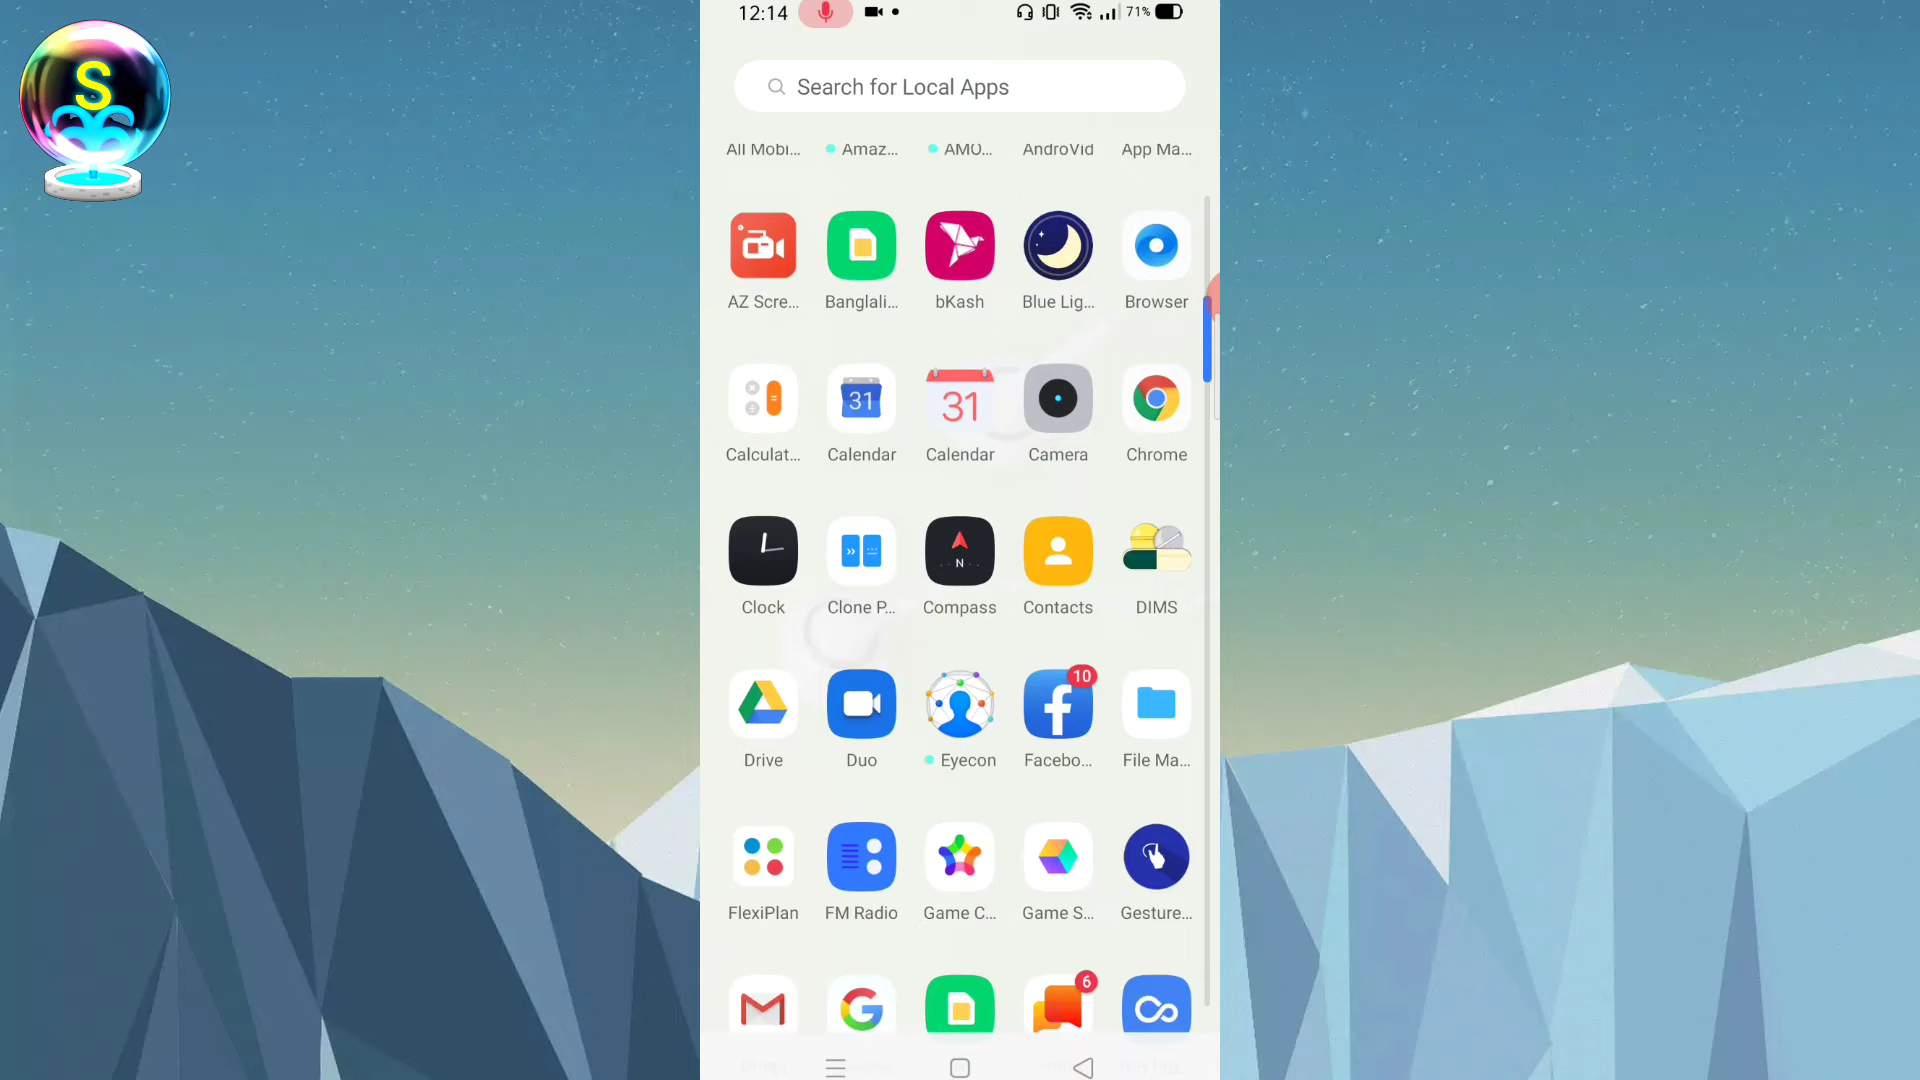 S
12:14 71%
Search for Local Apps
All Mobi... Amaz... AMO... AndroVid App Ma...
AZ Scre... Banglali... bKash Blue Lig... Browser
31 31
Calculat... Calendar Calendar Camera Chrome
N
Clock Clone P... Compass Contacts DIMS
10
Drive Duo Eyecon Facebo... File Ma...
FlexiPlan FM Radio Game C... Game S... Gesture...
6